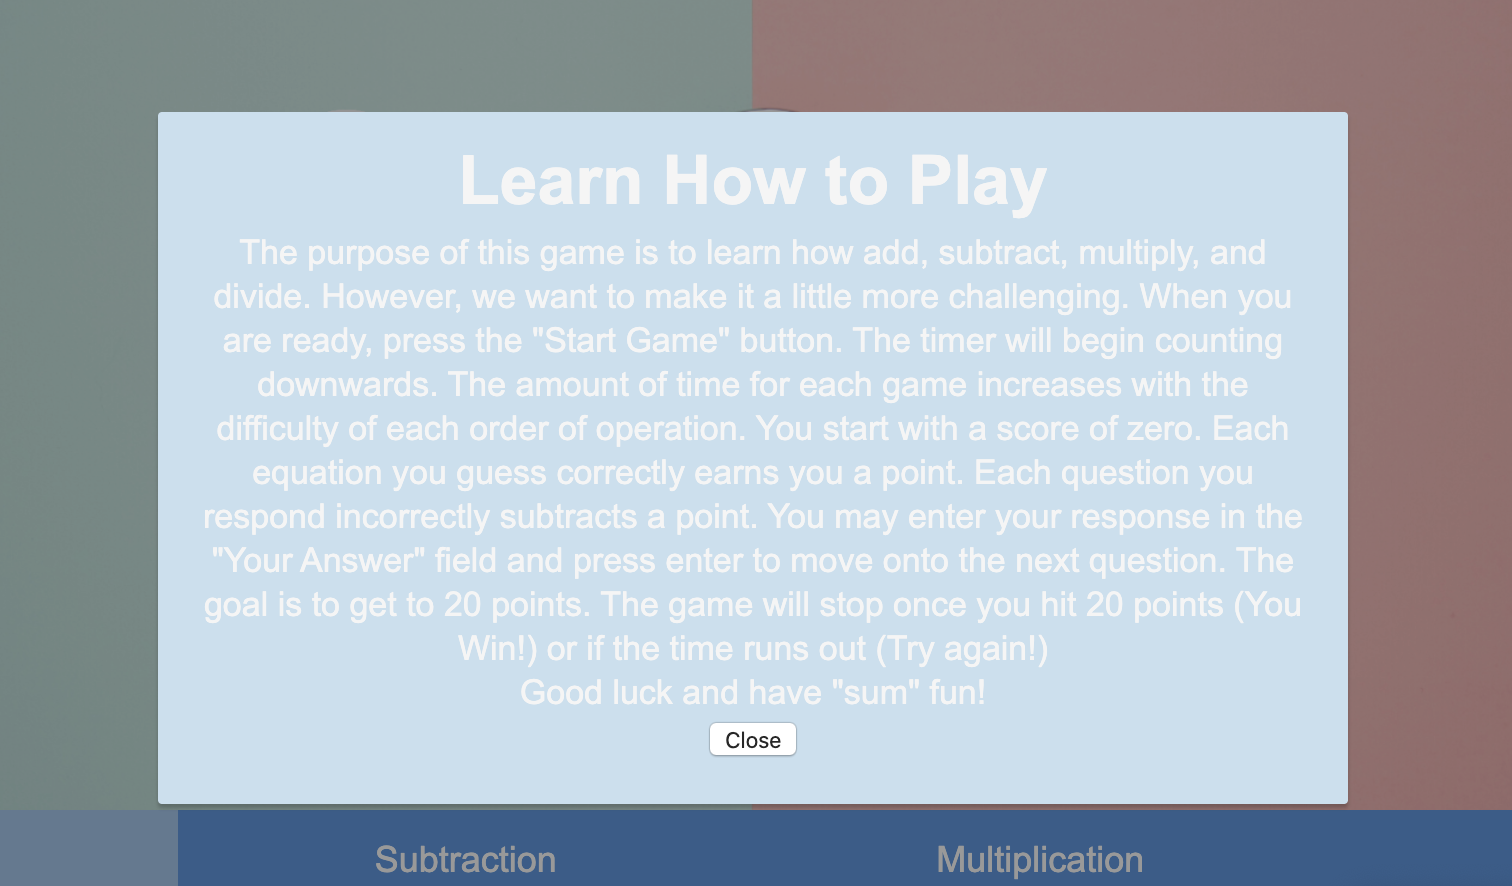 Learn How to Play
The purpose of this game is to learn how add, subtract, multiply, and
divide. However, we want to make it a little more challenging. When you
are ready, press the "Start Game" button. The timer will begin counting
downwards. The amount of time for each game increases with the
difficulty of each order of operation. You start with a score of zero. Each
equation you guess correctly earns you a point. Each question you
respond incorrectly subtracts a point. You may enter your response in the
"Your Answer" field and press enter to move onto the next question. The
goal is to get to 20 points. The game will stop once you hit 20 points (You
Win!) or if the time runs out (Try again!)
Good luck and have "sum" fun!
Close
Subtraction
Multiplication